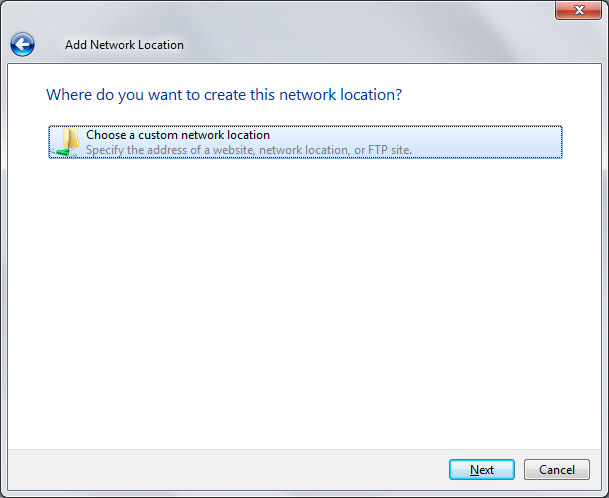 Add Network Location
Where do you want to create this network location?
Choose a custom network location
Specify the address of a website, network location, or FTP site.
Next
Cancel